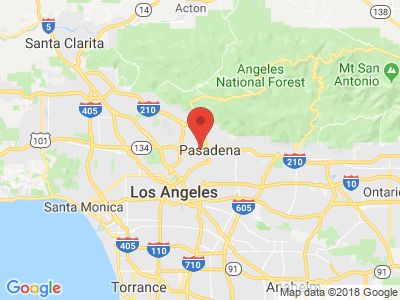 Acton
14
138
5
Santa Clarita
Angeles
National Forest
Mt San
Antonio
405
210
101
134
Pasadena
210
10
Ontario
Los Angeles
Santa Monica
605
405
110
710
91
91
Torrance
Anaheim
Google
Map data ©2018 Google